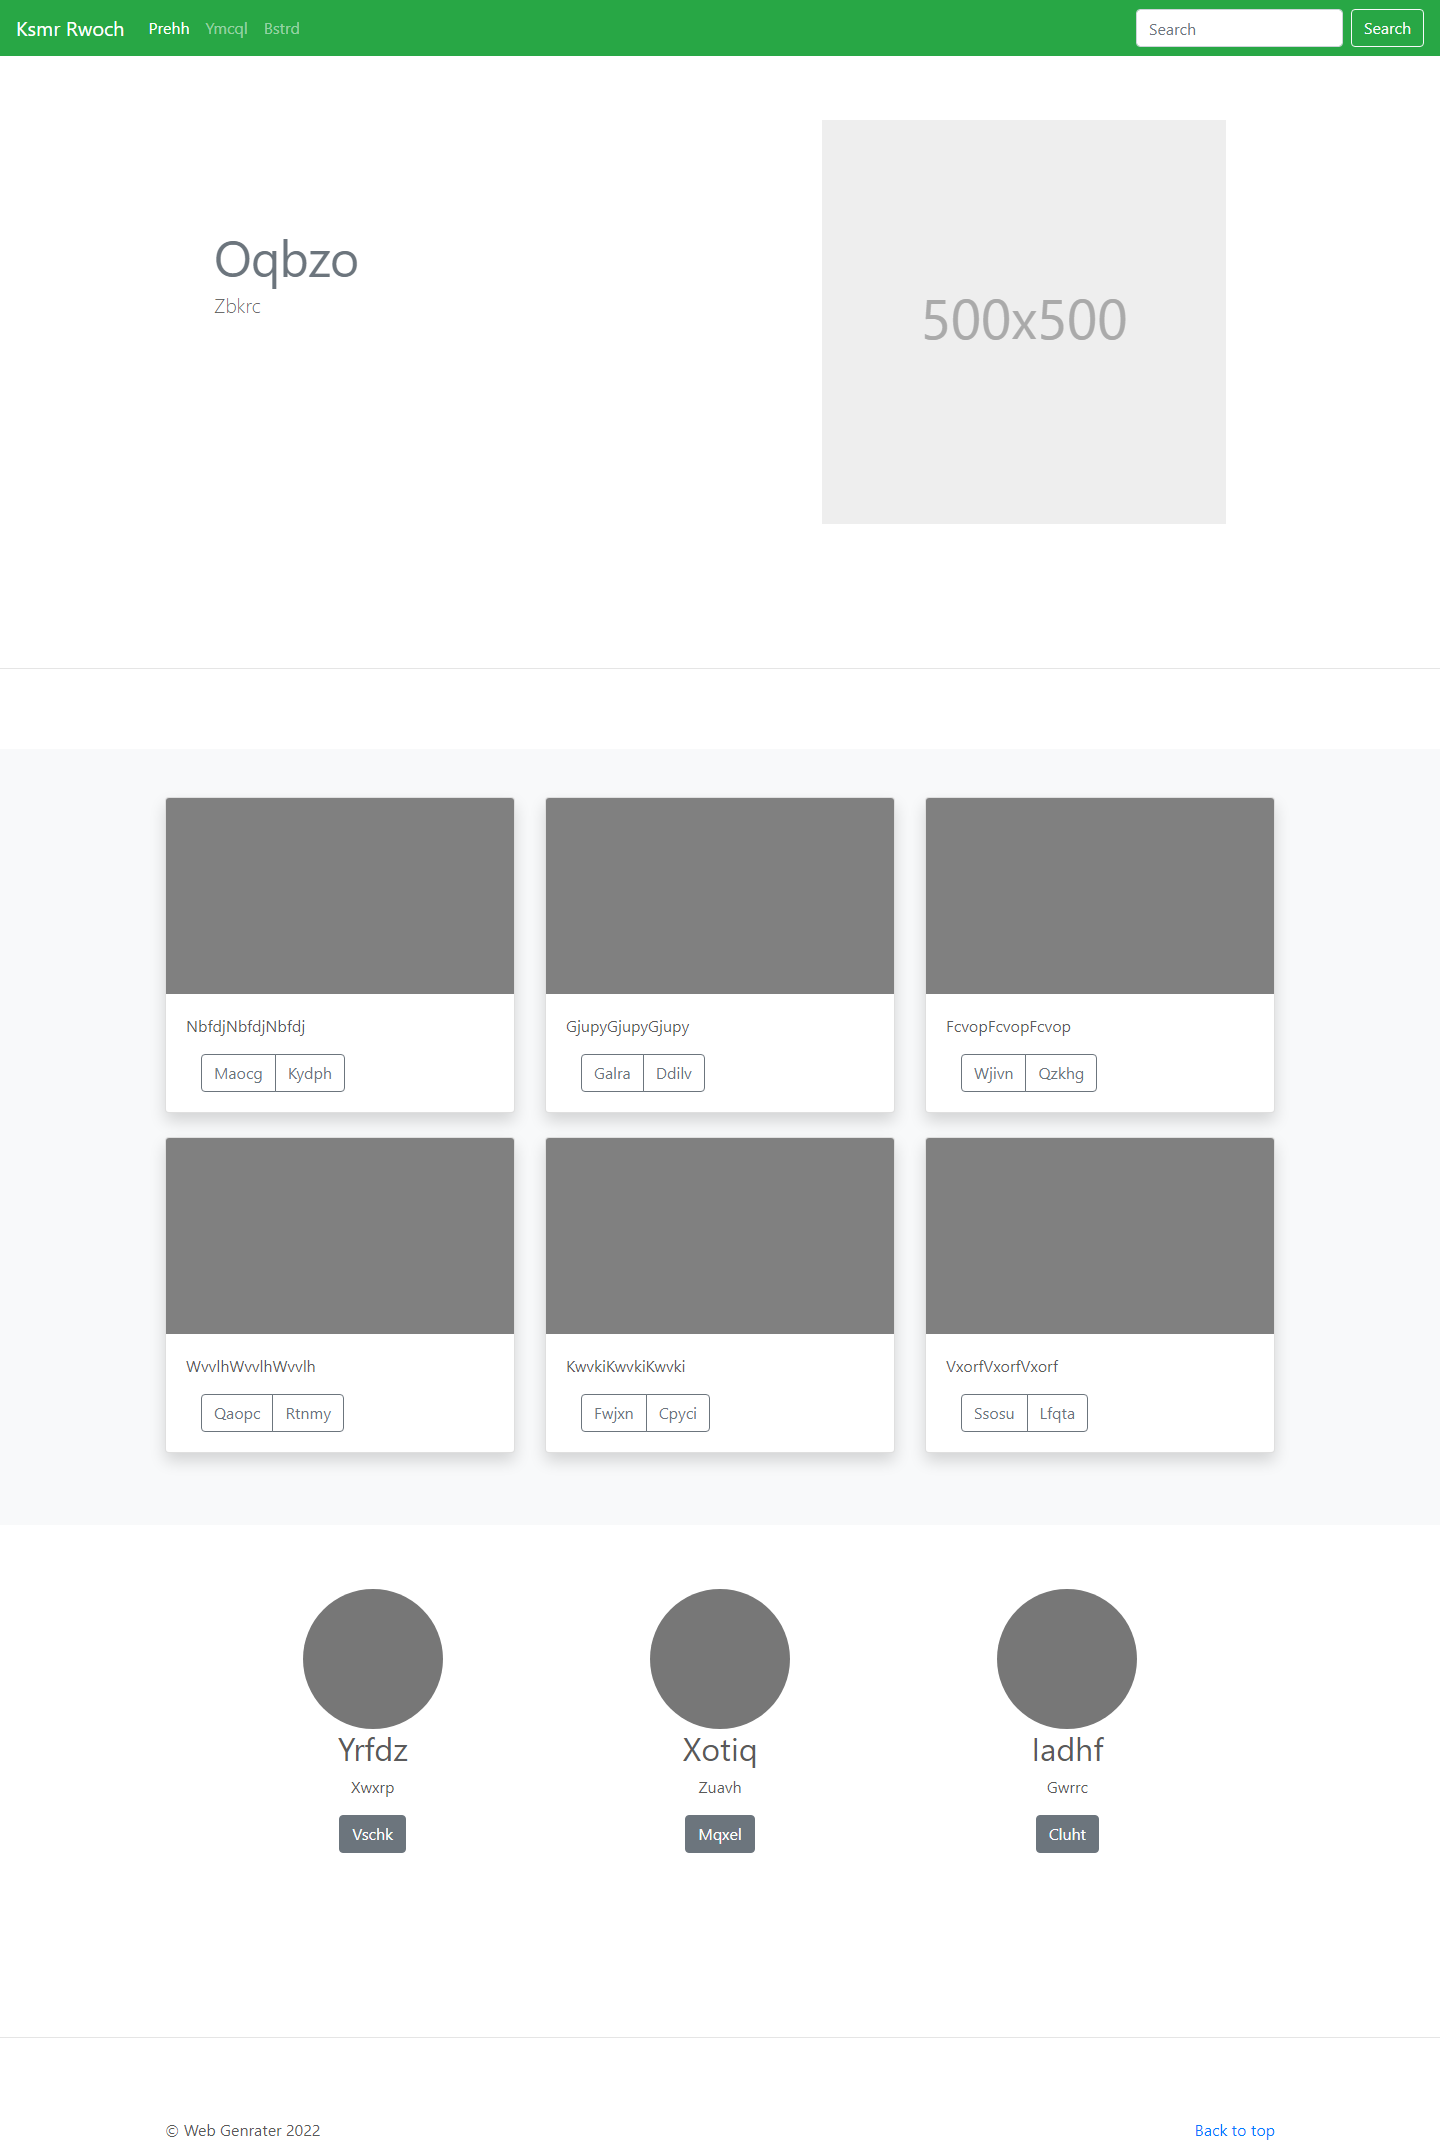 Ksmr Rwoch Prehh Ymcql Bstrd Search Search
Oqbzo
Zbkrc
500x500
NbfdjNbfdjNbfdj GjupyGjupyGjupy FcvopFcvopFcvop
Maocg Kydph Galra Ddilv Wjivn Qzkhg
WvvlhWvvlhWvvlh KwvkiKwvkiKwvki VxorfVxorfVxorf
Qaopc Rtnmy Fwjxn Cpyci Ssosu Lfqta
Yrfdz Xotiq Iadhf
Xwxrp Zuavh Gwrrc
Vschk Mqxel Cluht
© Web Genrater 2022 Back to top